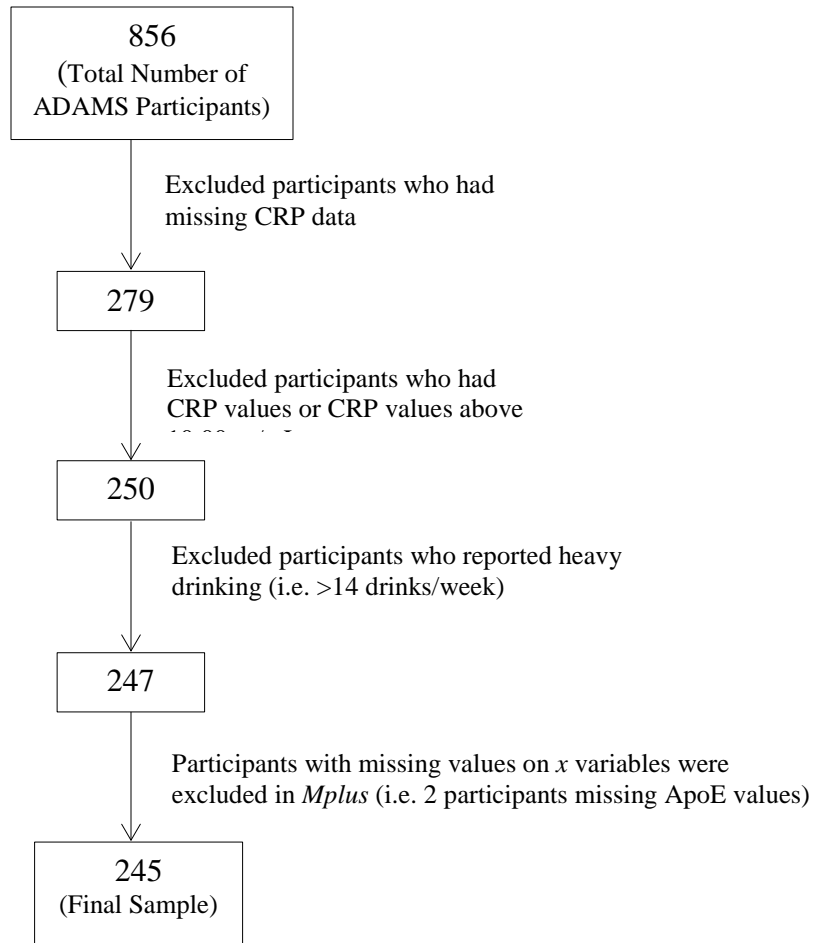 856
(Total Number of
ADAMS Participants)
Excluded participants who had
missing CRP data
279
Excluded participants who had
CRP values or CRP values above
250
Excluded participants who reported heavy
drinking (i.e. >14 drinks/week)
247
Participants with missing values on x variables were
excluded in Mplus (i.e. 2 participants missing ApoE values)
245
(Final Sample)